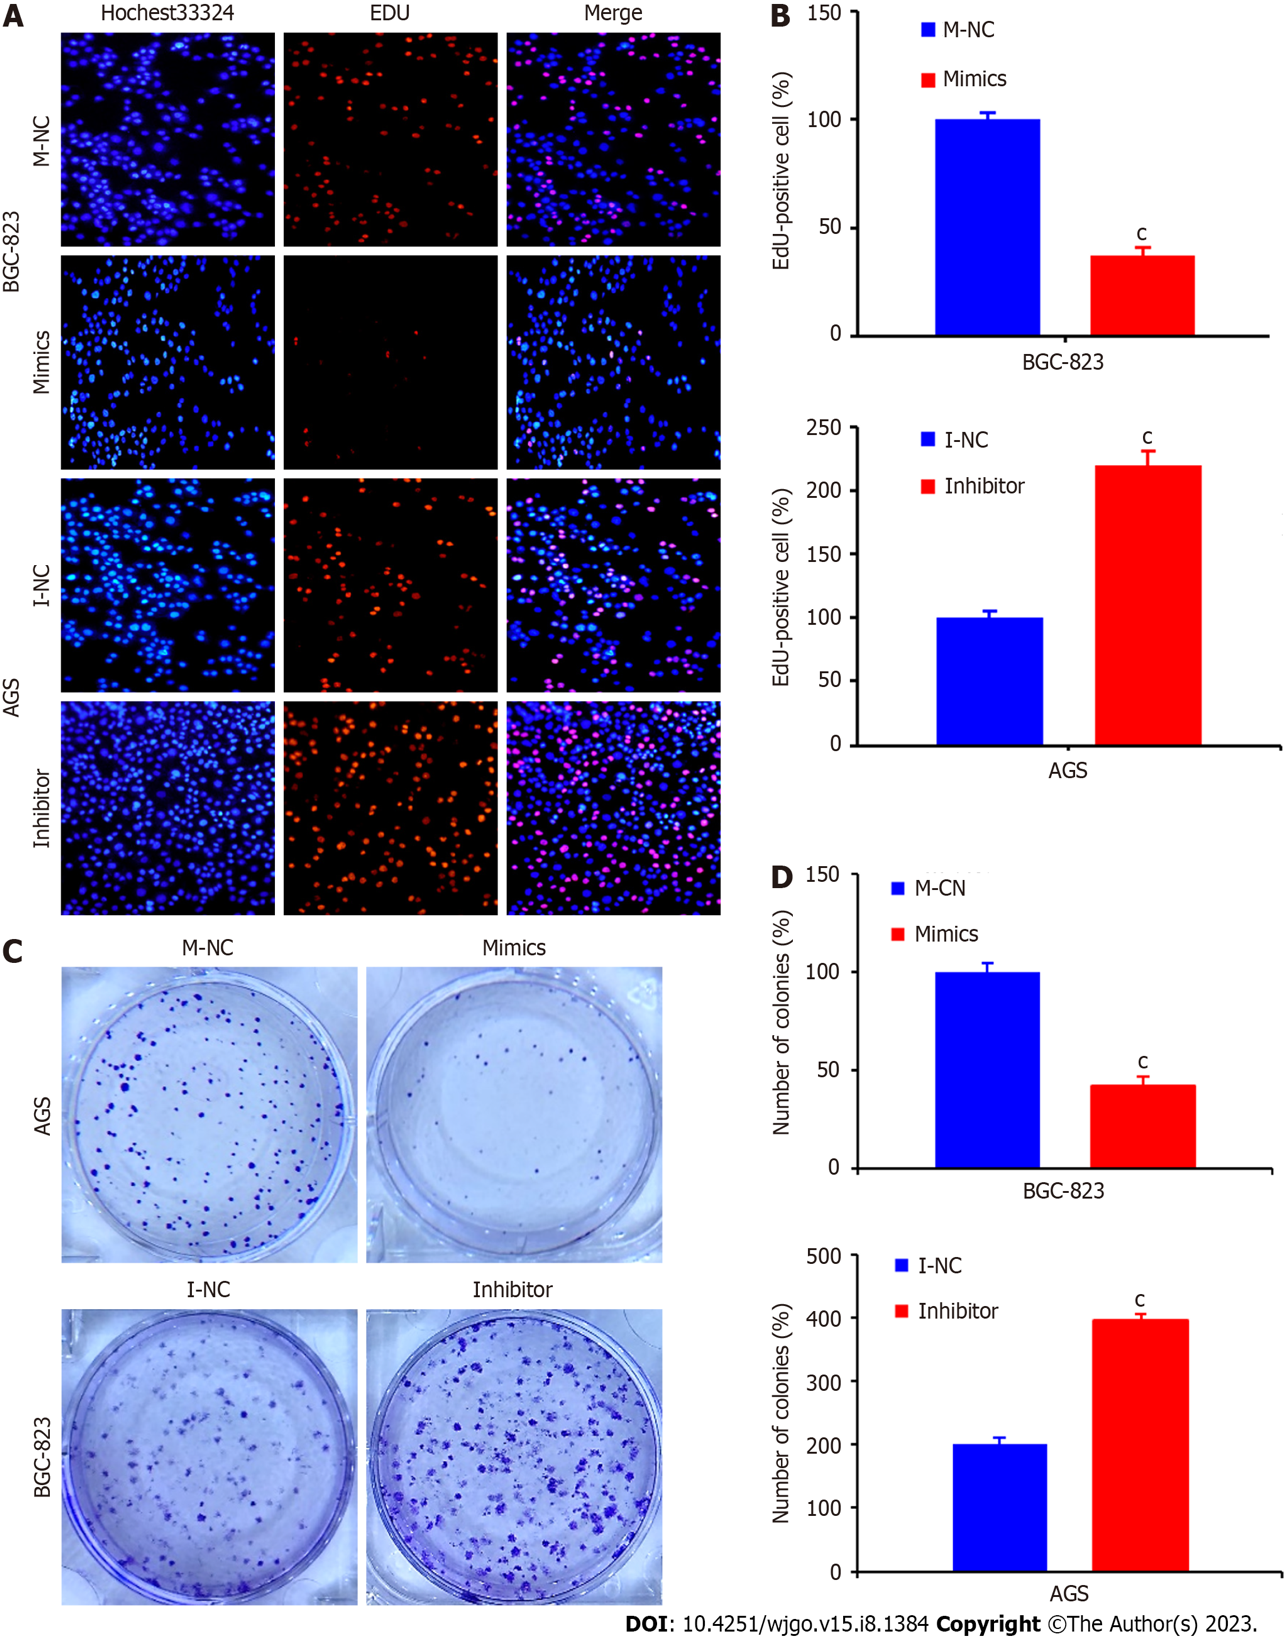 A
Hochest33324
EDU
Merge
BGC-823
M-NC
Mimics
AGS
I-NC
Inhibitor
B
150
100
50
0
EdU-positive cell (%)
M-NC
Mimics
c
BGC-823
250
200
150
100
50
0
EdU-positive cell (%)
I-NC
Inhibitor
c
AGS
C
M-NC
Mimics
AGS
I-NC
Inhibitor
BGC-823
D
150
100
50
0
Number of colonies (%)
M-CN
Mimics
c
BGC-823
500
400
300
200
100
0
Number of colonies (%)
I-NC
Inhibitor
c
AGS
DOI: 10.4251/wjgo.v15.i8.1384 Copyright ©The Author(s) 2023.